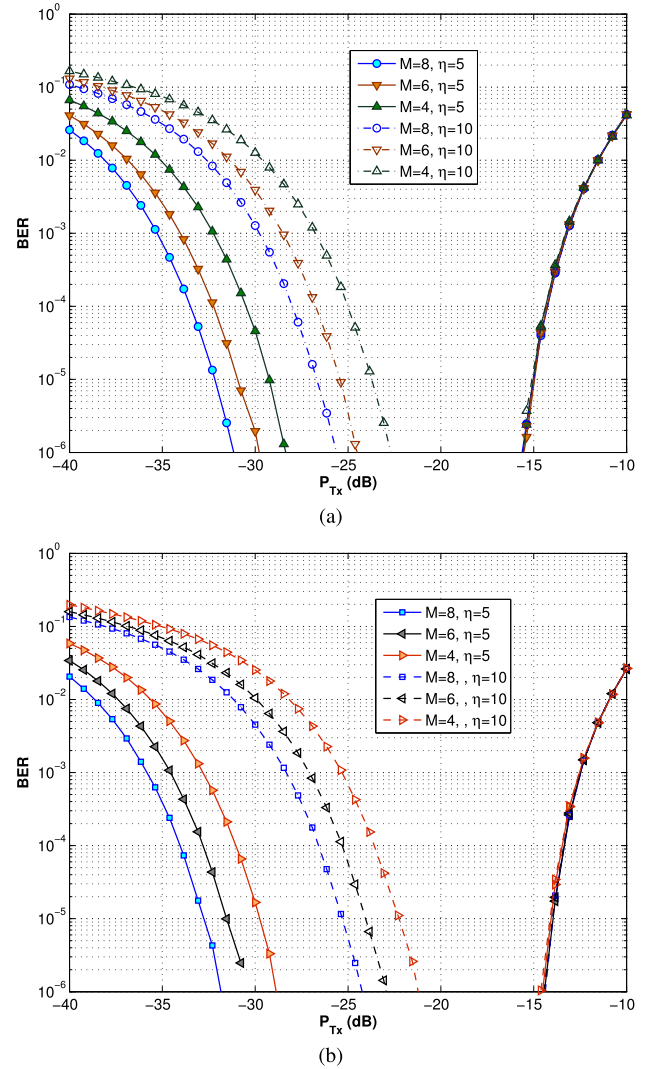 10^0
10^-1
10^-2
10^-3
10^-4
10^-5
10^-6
BER
M=8, η=5
M=6, η=5
M=4, η=5
M=8, η=10
M=6, η=10
M=4, η=10
−40 −35 −30 −25 −20 −15 −10
P_Tx (dB)
(a)
10^0
10^-1
10^-2
10^-3
10^-4
10^-5
10^-6
BER
M=8, η=5
M=6, η=5
M=4, η=5
M=8, , η=10
M=6, , η=10
M=4, , η=10
−40 −35 −30 −25 −20 −15 −10
P_Tx (dB)
(b)